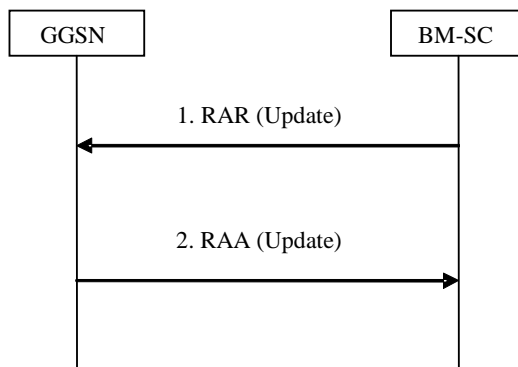 GGSN
BM-SC
1. RAR (Update)
2. RAA (Update)